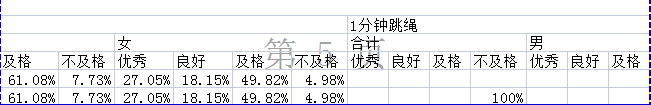 1分钟跳绳
女 合计 男
及格 不及格 优秀 良好 及格 不及格 优秀 良好 及格 不及格 优秀 良好 及格
61.08% 7.73% 27.05% 18.15% 49.82% 4.98%
61.08% 7.73% 27.05% 18.15% 49.82% 4.98% 100%
第 5 页